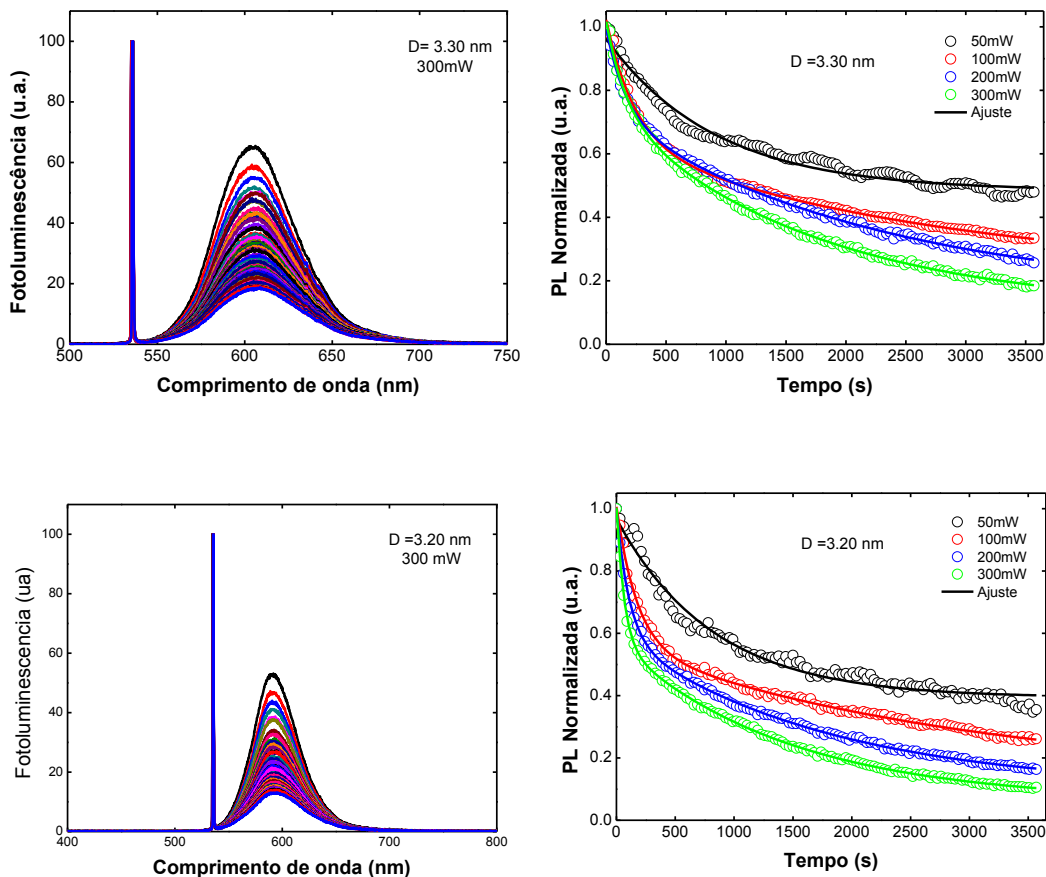 D= 3.30 nm
300mW
Fotoluminescência (u.a.)
100
80
60
40
20
0
500 550 600 650 700 750
Comprimento de onda (nm)
D =3.30 nm
50mW
100mW
200mW
300mW
Ajuste
PL Normalizada (u.a.)
1.0
0.8
0.6
0.4
0.2
0.0
0 500 1000 1500 2000 2500 3000 3500
Tempo (s)
D =3.20 nm
300 mW
Fotoluminescencia (ua)
100
80
60
40
20
0
400 500 600 700 800
Comprimento de onda (nm)
D =3.20 nm
50mW
100mW
200mW
300mW
Ajuste
PL Normalizada (u.a.)
1.0
0.8
0.6
0.4
0.2
0.0
0 500 1000 1500 2000 2500 3000 3500
Tempo (s)